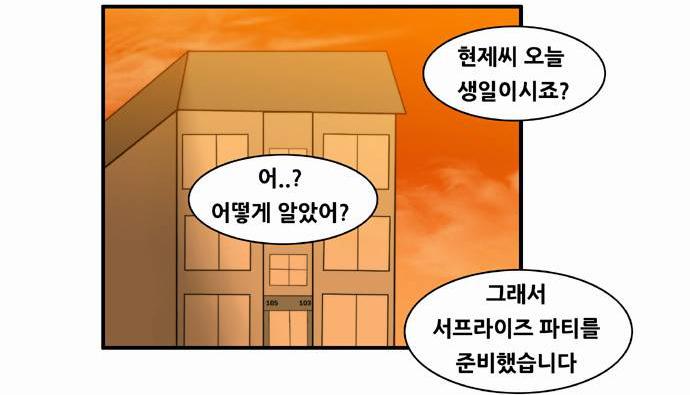 현제씨 오늘
생일이시죠?
어..?
어떻게 알았어?
그래서
서프라이즈 파티를
준비했습니다
105 103